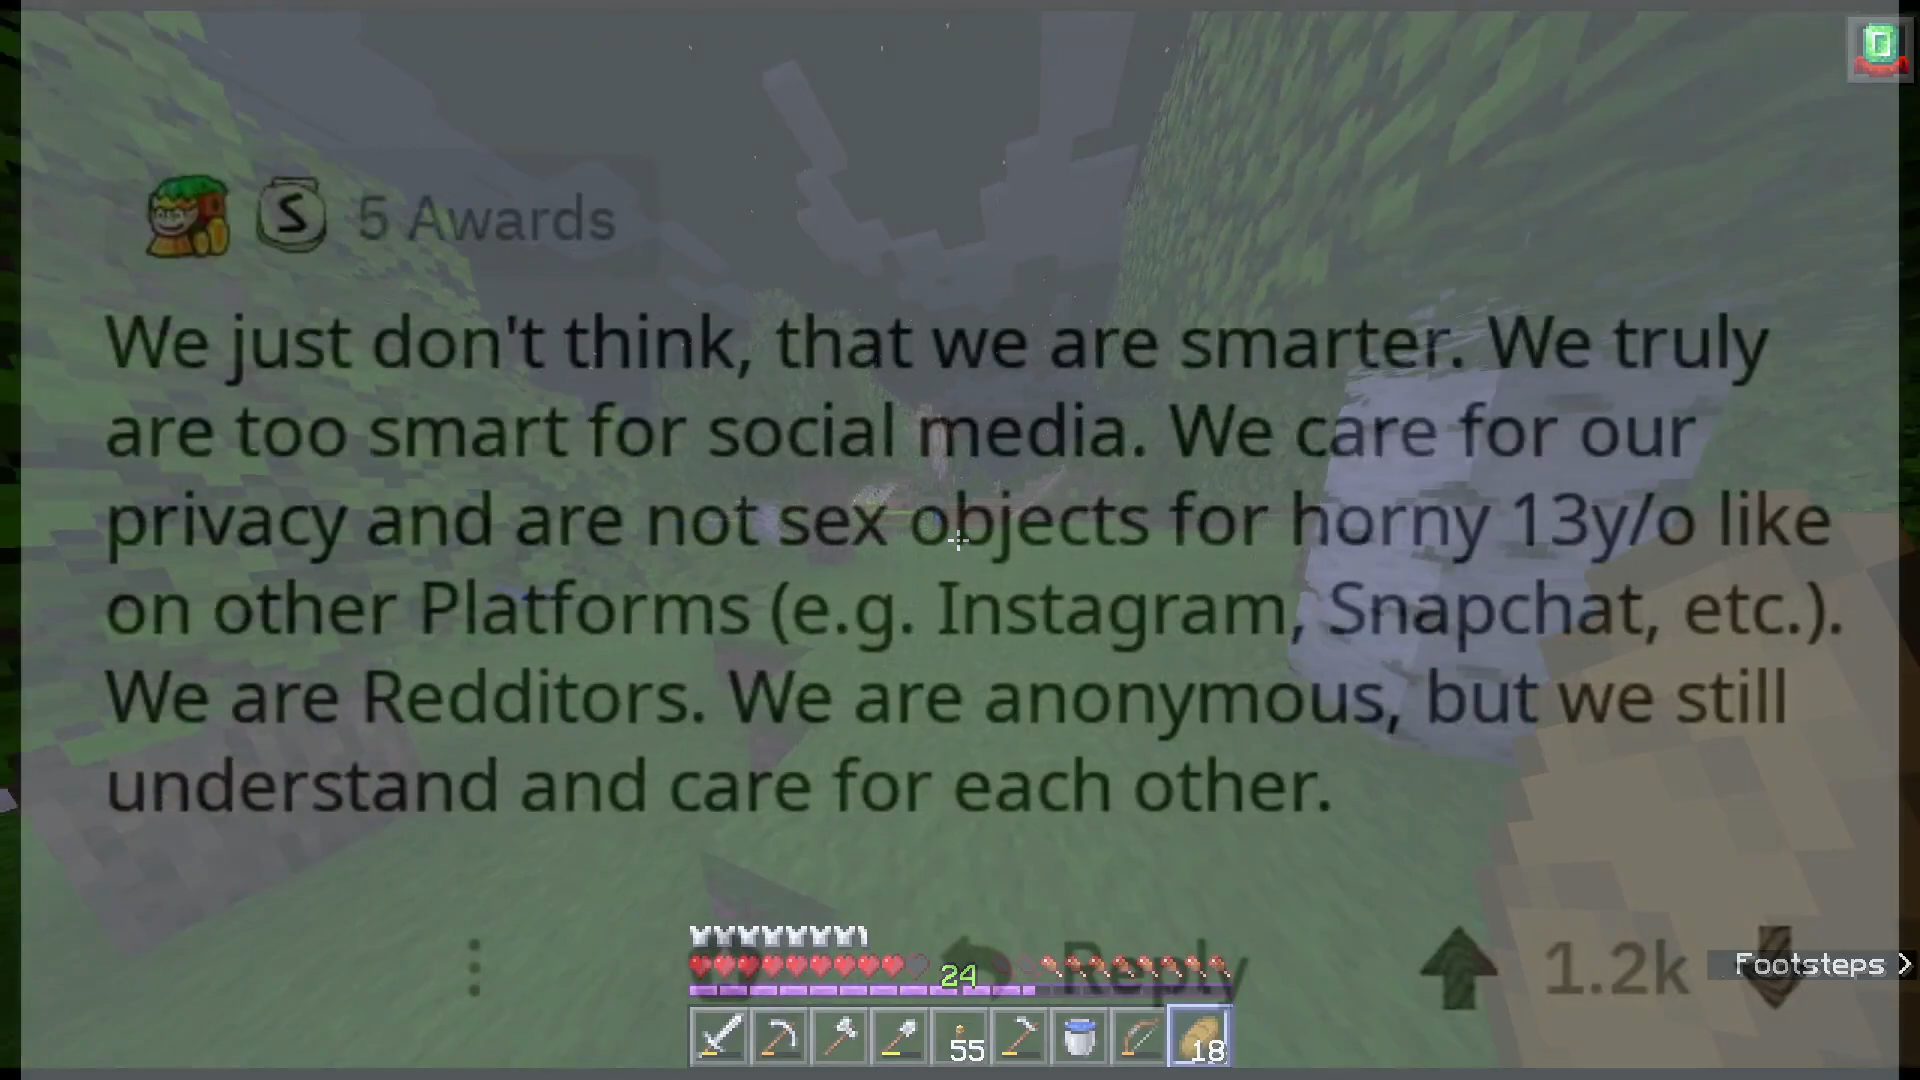 S 5 Awards
We just don't think, that we are smarter. We truly
are too smart for social media. We care for our
privacy and are not sex objects for horny 13y/o like
on other Platforms (e.g. Instagram, Snapchat, etc.).
We are Redditors. We are anonymous, but we still
understand and care for each other.
24 Reply 1.2k Footsteps >
55 18